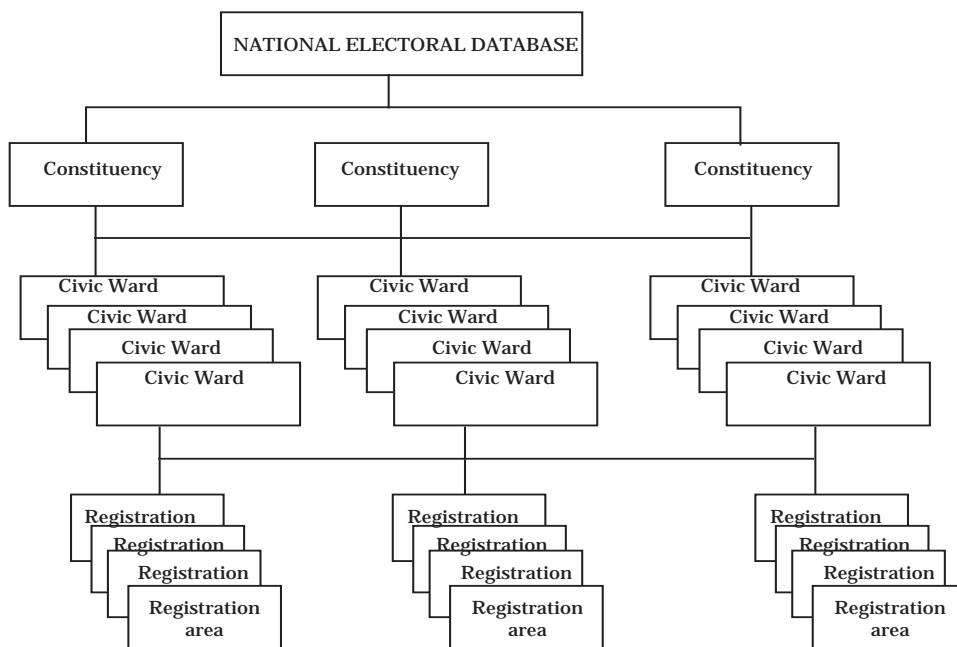 NATIONAL ELECTORAL DATABASE
Constituency
Constituency
Constituency
Civic Ward
Civic Ward
Civic Ward
Civic Ward
Civic Ward
Civic Ward
Civic Ward
Civic Ward
Civic Ward
Civic Ward
Civic Ward
Civic Ward
Registration
Registration
Registration
Registration
Registration
Registration
Registration
Registration
Registration
Registration
area
Registration
area
Registration
area